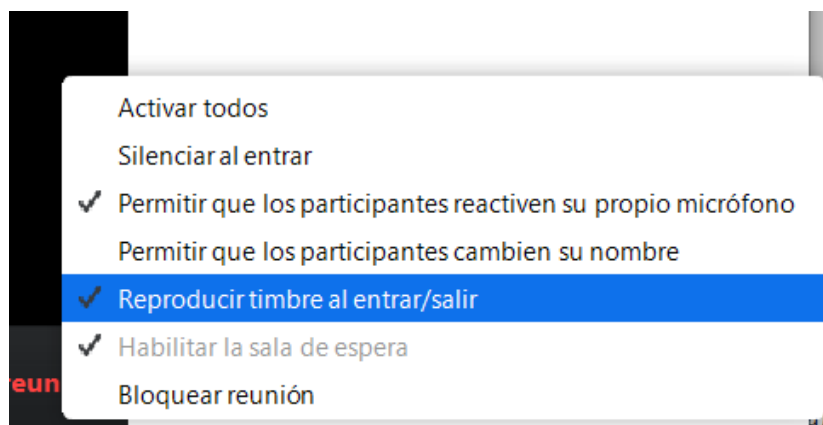 Activar todos
Silenciar al entrar
Permitir que los participantes reactiven su propio micrófono
Permitir que los participantes cambien su nombre
Reproducir timbre al entrar/salir
Habilitar la sala de espera
eun
Bloquear reunión